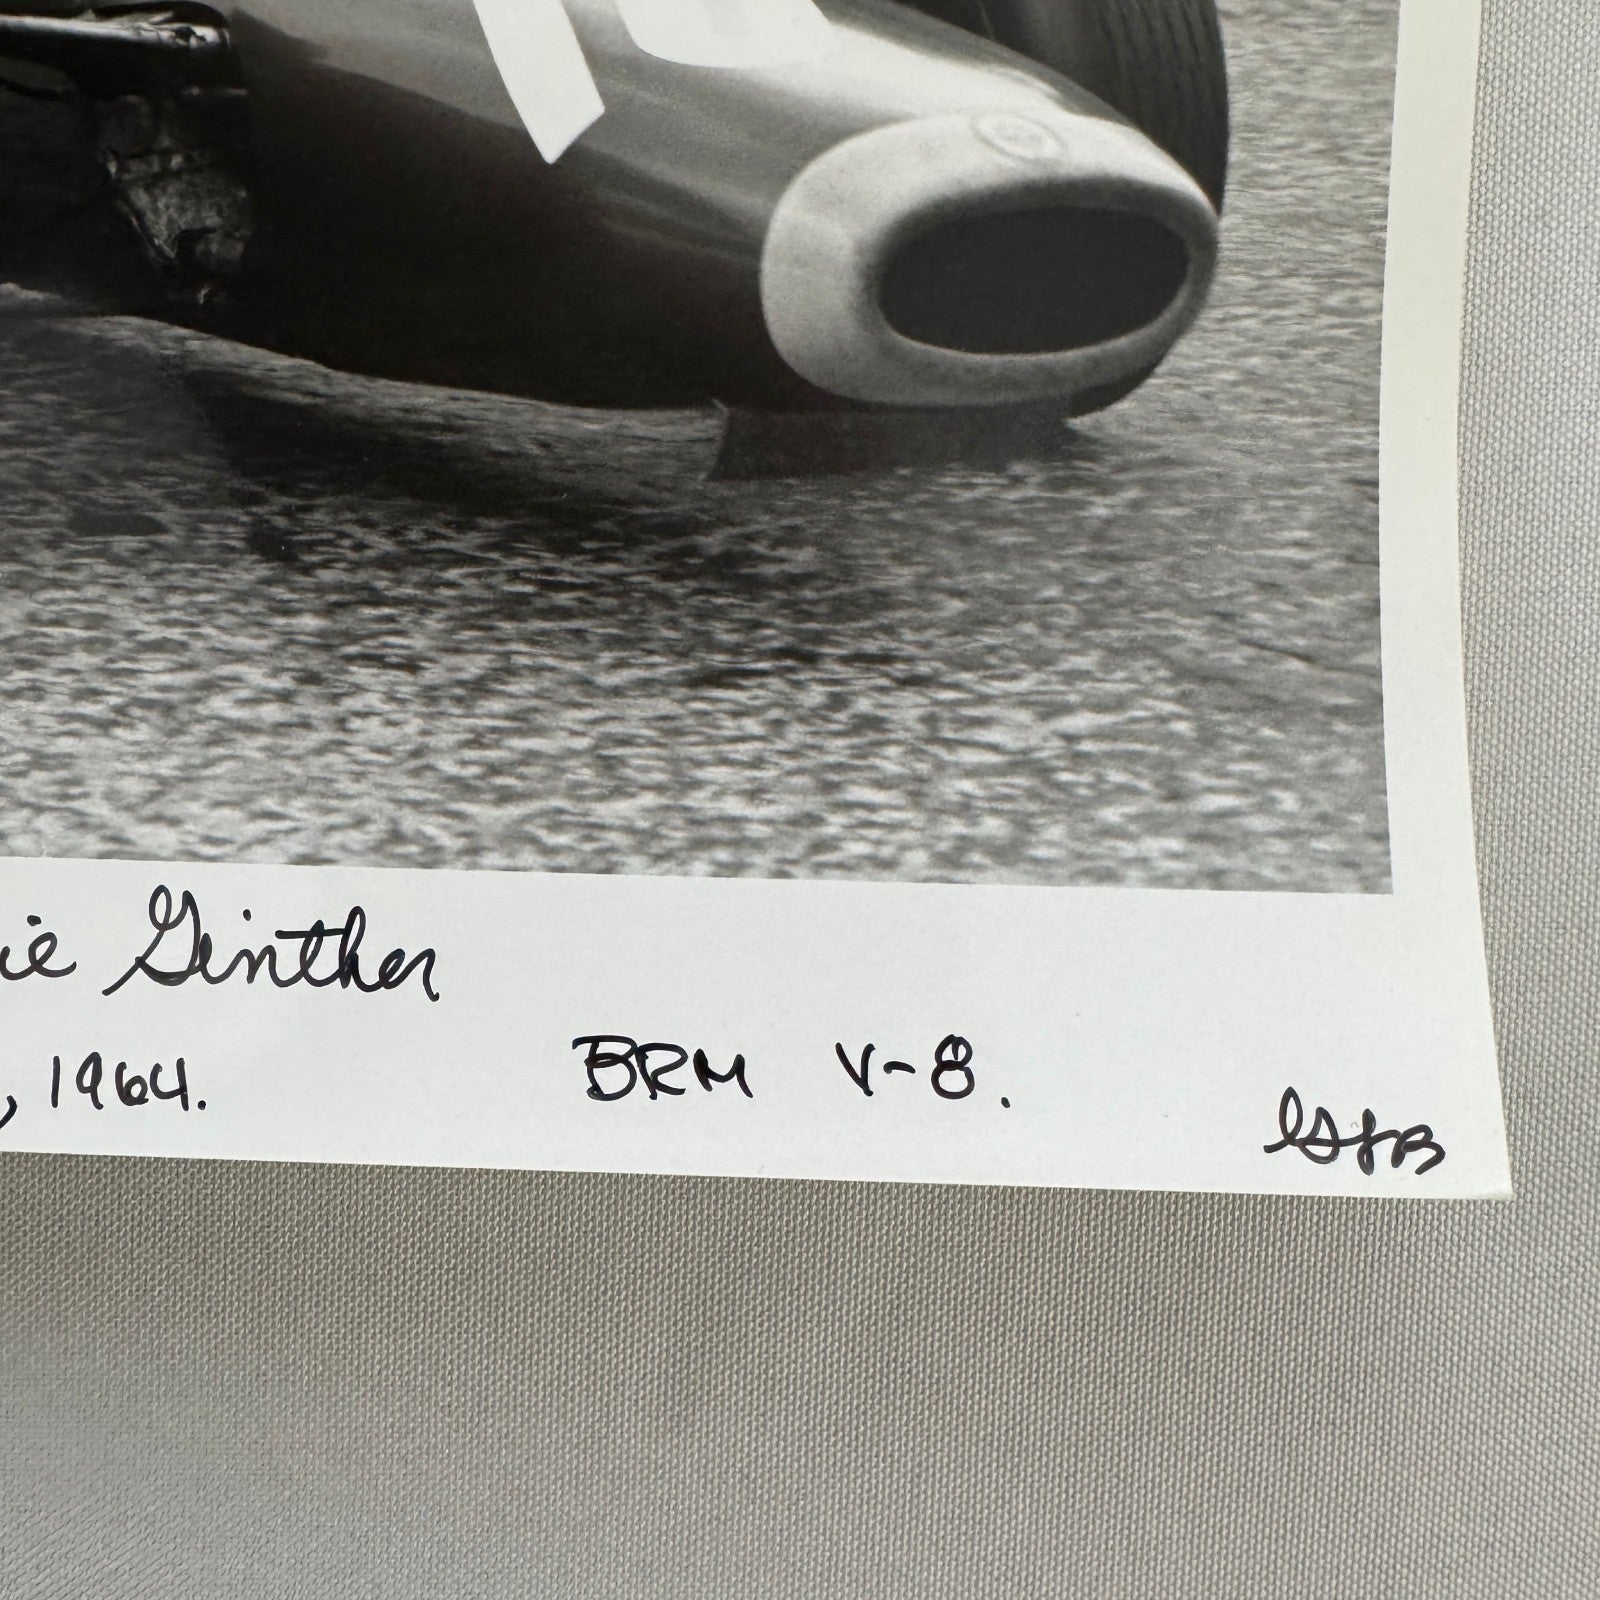 ie Ginther
, 1964. BRM V-8.